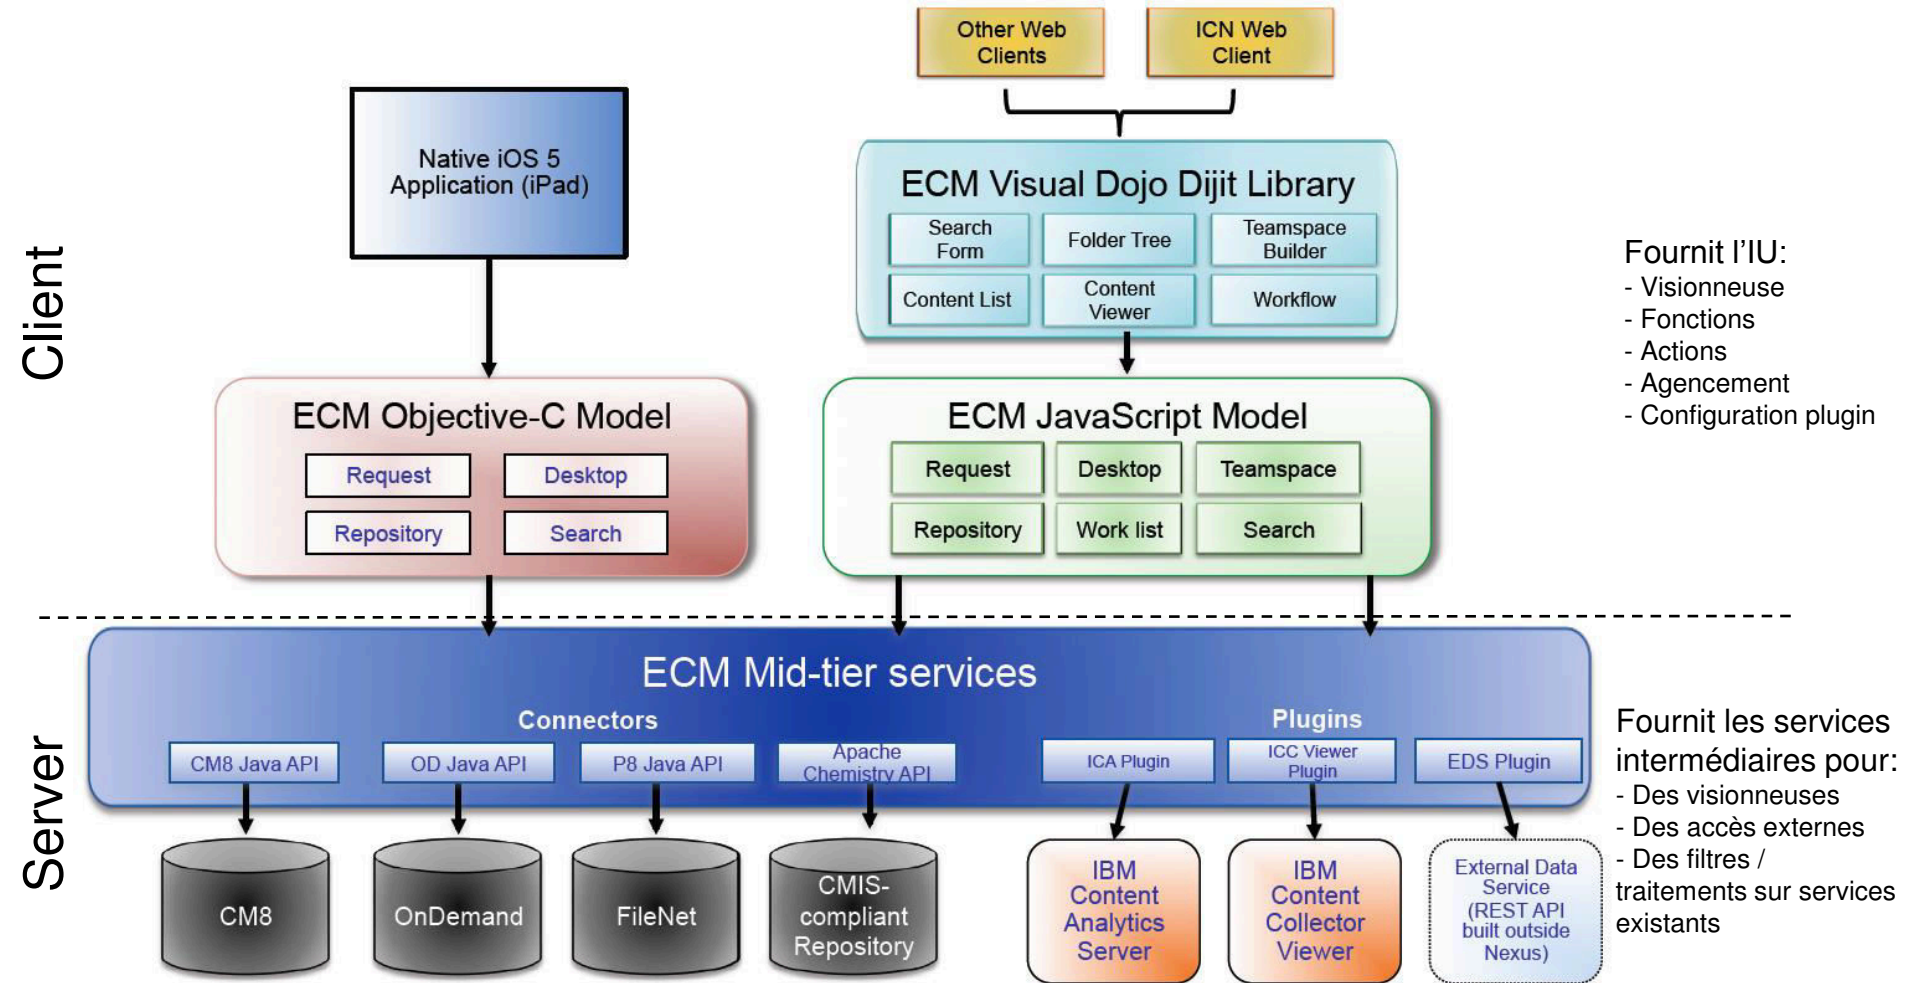 Other Web
Clients
ICN Web
Client
Native iOS 5
Application (iPad)
ECM Visual Dojo Dijit Library
Search
Form
Folder Tree
Teamspace
Builder
Content List
Content
Viewer
Workflow
Client
Fournit l'IU:
- Visionneuse
- Fonctions
- Actions
- Agencement
- Configuration plugin
ECM Objective-C Model
Request
Desktop
Repository
Search
ECM JavaScript Model
Request
Desktop
Teamspace
Repository
Work list
Search
Server
ECM Mid-tier services
Connectors
Plugins
CM8 Java API
OD Java API
P8 Java API
Apache
Chemistry API
ICA Plugin
ICC Viewer
Plugin
EDS Plugin
CM8
OnDemand
FileNet
CMIS-
compliant
Repository
IBM
Content
Analytics
Server
IBM
Content
Collector
Viewer
External Data
Service
(REST API
built outside
Nexus)
Fournit les services
intermédiaires pour:
- Des visionneuses
- Des accès externes
- Des filtres /
traitements sur services
existants